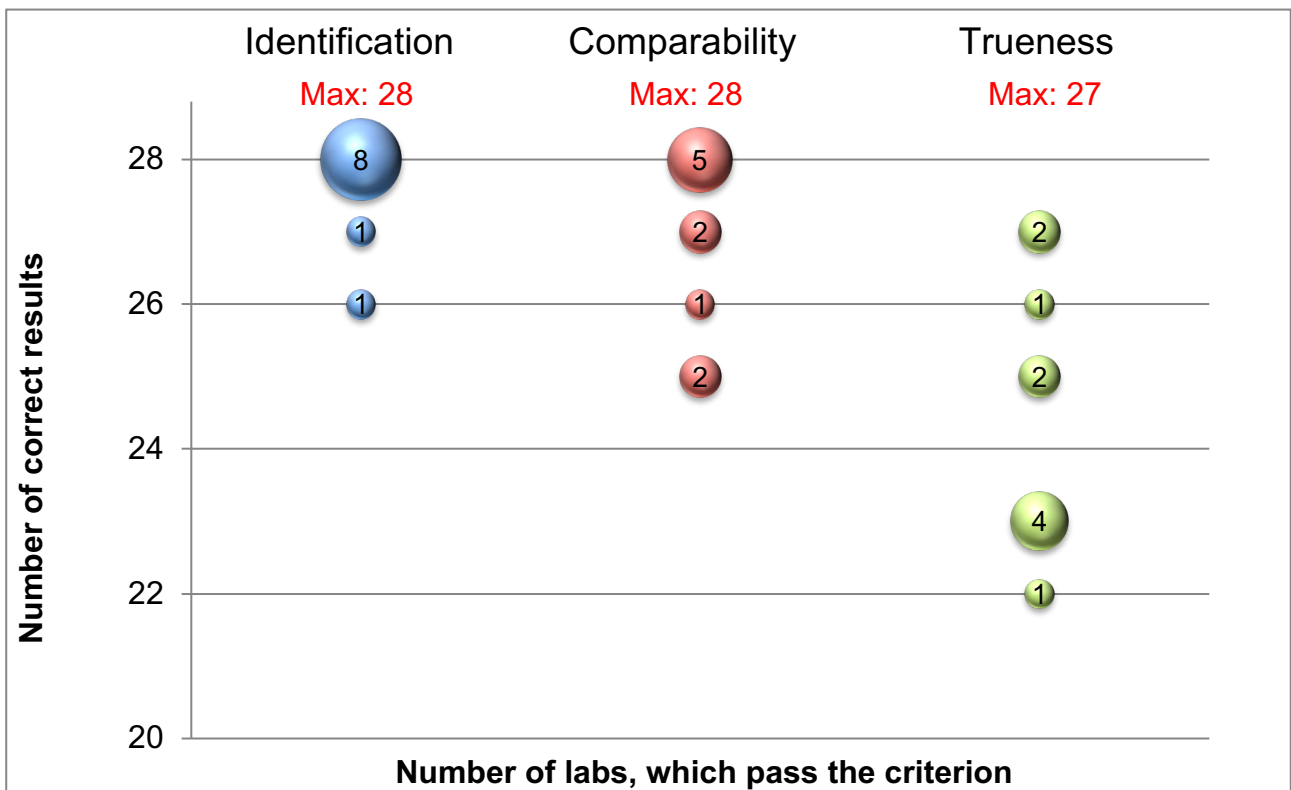 Identification Comparability Trueness
Max: 28 Max: 28 Max: 27
28 8 5
1 2 2
26 1 1 1
2 2
24
4
22 1
20
Number of correct results
Number of labs, which pass the criterion